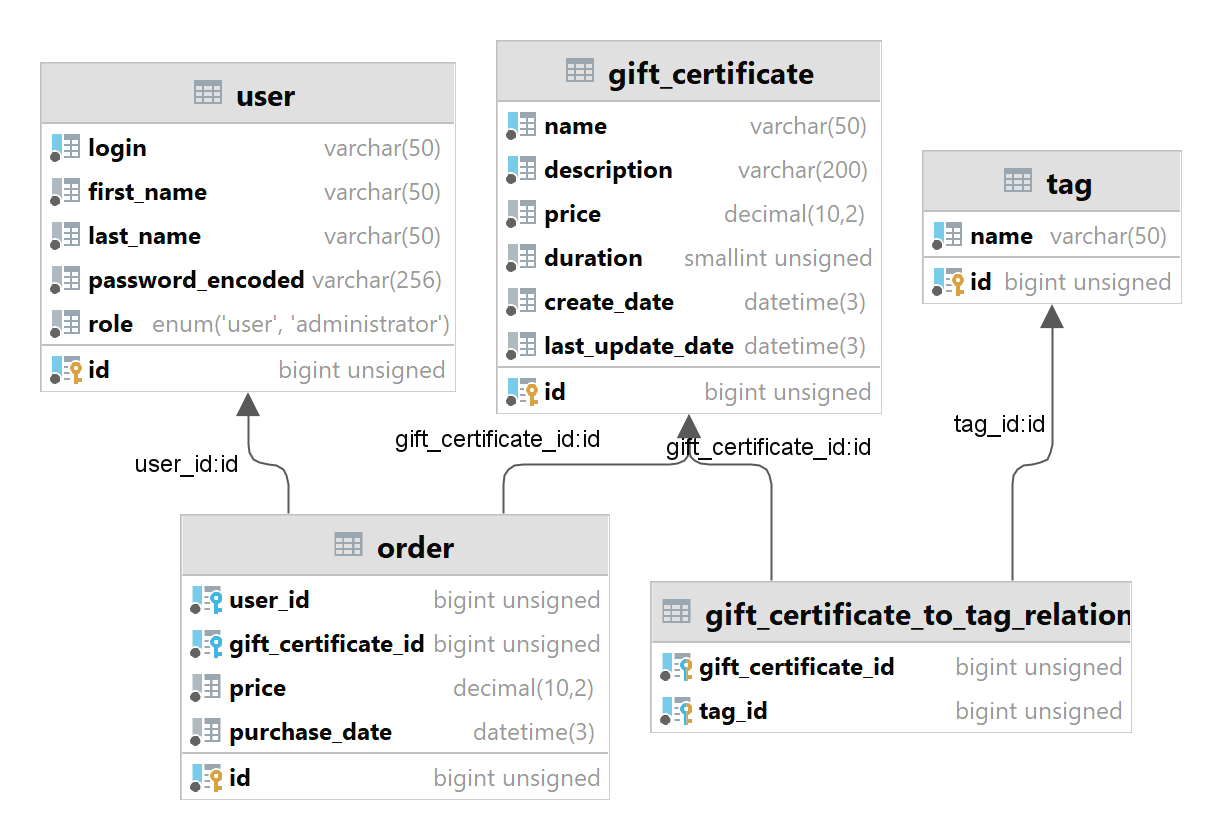 user
login varchar(50)
first_name varchar(50)
last_name varchar(50)
password_encoded varchar(256)
role enum('user', 'administrator')
id bigint unsigned
gift_certificate
name varchar(50)
description varchar(200)
price decimal(10,2)
duration smallint unsigned
create_date datetime(3)
last_update_date datetime(3)
id bigint unsigned
tag
name varchar(50)
id bigint unsigned
user_id:id
gift_certificate_id:id
gift_certificate_id:id
tag_id:id
order
user_id bigint unsigned
gift_certificate_id bigint unsigned
price decimal(10,2)
purchase_date datetime(3)
id bigint unsigned
gift_certificate_to_tag_relation
gift_certificate_id bigint unsigned
tag_id bigint unsigned